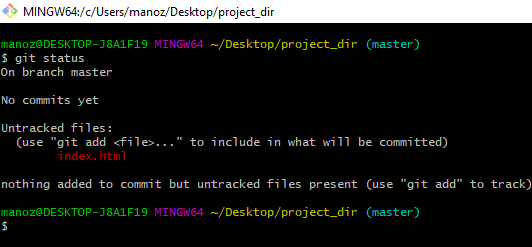 MINGW64:/c/Users/manoz/Desktop/project_dir
manoz@DESKTOP-J8A1F19 MINGW64 ~/Desktop/project_dir (master)
$ git status
On branch master
No commits yet
Untracked files:
(use "git add <file>..." to include in what will be committed)
index.html
nothing added to commit but untracked files present (use "git add" to track)
manoz@DESKTOP-J8A1F19 MINGW64 ~/Desktop/project_dir (master)
$